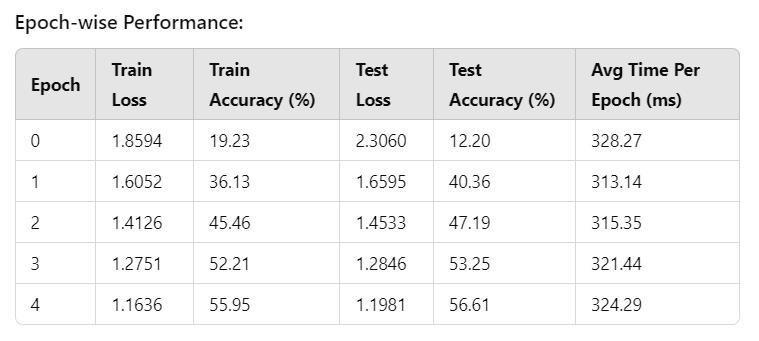 Epoch-wise Performance:
Epoch Train Loss Train Accuracy (%) Test Loss Test Accuracy (%) Avg Time Per Epoch (ms)
0 1.8594 19.23 2.3060 12.20 328.27
1 1.6052 36.13 1.6595 40.36 313.14
2 1.4126 45.46 1.4533 47.19 315.35
3 1.2751 52.21 1.2846 53.25 321.44
4 1.1636 55.95 1.1981 56.61 324.29